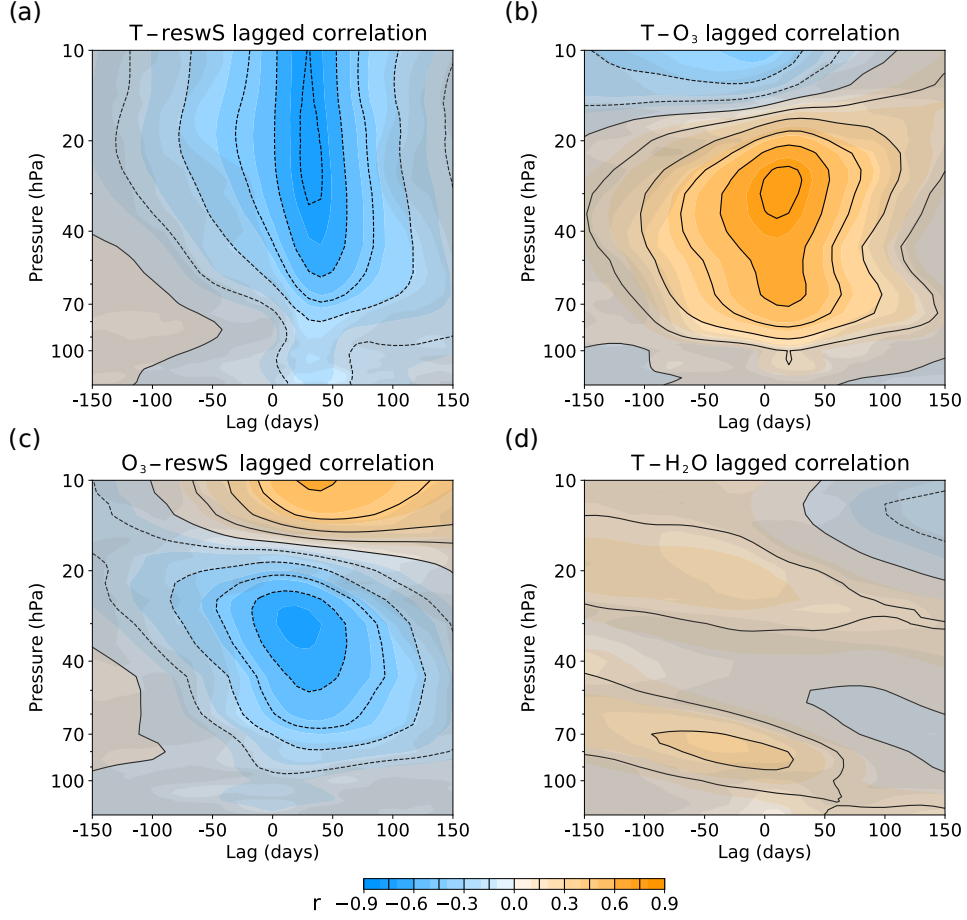 (a)
T−reswS lagged correlation
10
20
40
70
100
Pressure (hPa)
-150 -100 -50 0 50 100 150
Lag (days)
(b)
T−O₃ lagged correlation
10
20
40
70
100
Pressure (hPa)
-150 -100 -50 0 50 100 150
Lag (days)
(c)
O₃−reswS lagged correlation
10
20
40
70
100
Pressure (hPa)
-150 -100 -50 0 50 100 150
Lag (days)
(d)
T−H₂O lagged correlation
10
20
40
70
100
Pressure (hPa)
-150 -100 -50 0 50 100 150
Lag (days)
r −0.9 −0.6 −0.3 0.0 0.3 0.6 0.9